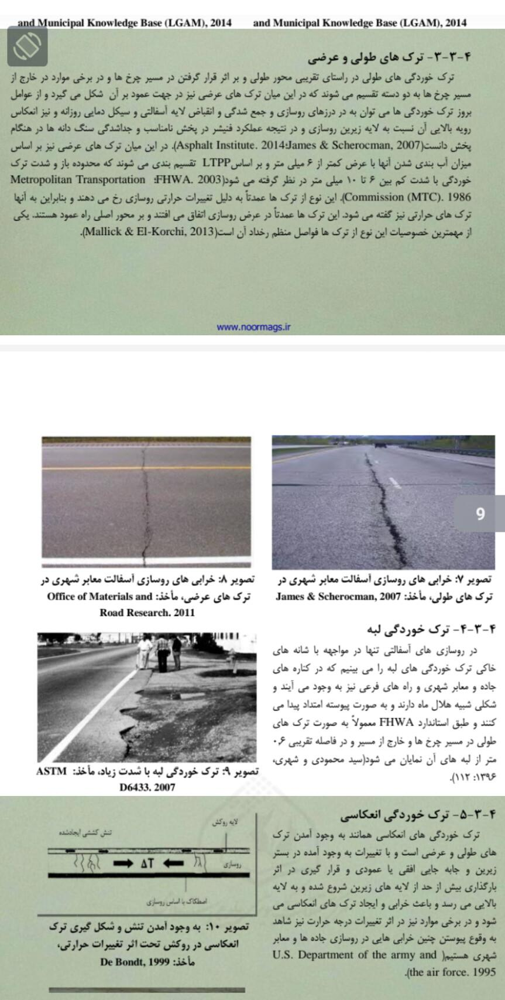 and Municipal Knowledge Base (LGAM), 2014
and Municipal Knowledge Base (LGAM), 2014
۴-۳-۳- ترک های طولی و عرضی
ترک خوردگی های طولی در راستای تقریبی محور طولی و بر اثر قرار گرفتن در مسیر چرخ ها و در برخی موارد در خارج از
مسیر چرخ ها به دو دسته تقسیم می شوند که در این میان ترک های عرضی نیز در جهت عمود بر آن شکل می گیرد و از عوامل
بروز ترک خوردگی ها می توان به در درزهای روسازی و جمع شدگی و انقباض لایه آسفالتی و سیکل دمایی روزانه و نیز انعکاس
رویه بالایی آن نسبت به لایه زیرین روسازی و در نتیجه عملکرد فنیشر در پخش نامناسب و جداشدگی سنگ دانه ها در هنگام
پخش دانست(Asphalt Institute. 2014؛James & Scherocman, 2007). در این میان ترک های عرضی نیز بر اساس
میزان آب بندی شدن آنها با عرض کمتر از ۶ میلی متر و بر اساسLTPP تقسیم بندی می شوند که محدوده باز و شدت ترک
خوردگی با شدت کم بین ۶ تا ۱۰ میلی متر در نظر گرفته می شود(FHWA. 2003؛ Metropolitan Transportation
Commission (MTC). 1986). این نوع از ترک ها عمدتاً به دلیل تغییرات حرارتی روسازی رخ می دهند و بنابراین به آنها
ترک های حرارتی نیز گفته می شود. این ترک ها عمدتاً در عرض روسازی اتفاق می افتند و بر محور اصلی راه عمود هستند. یکی
از مهمترین خصوصیات این نوع از ترک ها فواصل منظم رخداد آن است(Mallick & El-Korchi, 2013).
www.noormags.ir
9
تصویر ۷: خرابی های روسازی آسفالت معابر شهری در
ترک های طولی، مأخذ: James & Scherocman, 2007
تصویر ۸: خرابی های روسازی آسفالت معابر شهری در
ترک های عرضی، مأخذ: Office of Materials and
Road Research. 2011
۴-۳-۴- ترک خوردگی لبه
در روسازی های آسفالتی تنها در مواجهه با شانه های
خاکی ترک خوردگی های لبه را می بینیم که در کناره های
جاده و معابر شهری و راه های فرعی نیز به وجود می آیند و
شکلی شبیه هلال ماه دارند و به صورت پیوسته امتداد پیدا می
کنند و طبق استاندارد FHWA معمولاً به صورت ترک های
طولی در مسیر چرخ ها و خارج از مسیر و در فاصله تقریبی ۰.۶
متر از لبه های آن نمایان می شود(سید محمودی و شهری،
۱۳۹۶: ۱۱۲).
تصویر ۹: ترک خوردگی لبه با شدت زیاد، مأخذ: ASTM
D6433. 2007
۴-۳-۵- ترک خوردگی انعکاسی
ترک خوردگی های انعکاسی همانند به وجود آمدن ترک
های طولی و عرضی است و با تغییرات به وجود آمده در بستر
زیرین و جابه جایی افقی یا عمودی و قرار گیری در اثر
بارگذاری بیش از حد از لایه های زیرین شروع شده و به لایه
بالایی می رسد و باعث خرابی و ایجاد ترک های انعکاسی می
شود و در برخی موارد نیز در اثر تغییرات درجه حرارت نیز شاهد
به وقوع پیوستن چنین خرابی هایی در روسازی جاده ها و معابر
شهری هستیم( U.S. Department of the army and
the air force. 1995).
لایه روکش
تنش کششی ایجادشده
روسازی
ΔT
اصطکاک با اساس روسازی
تصویر ۱۰: به وجود آمدن تنش و شکل گیری ترک
انعکاسی در روکش تحت اثر تغییرات حرارتی،
مأخذ: De Bondt, 1999